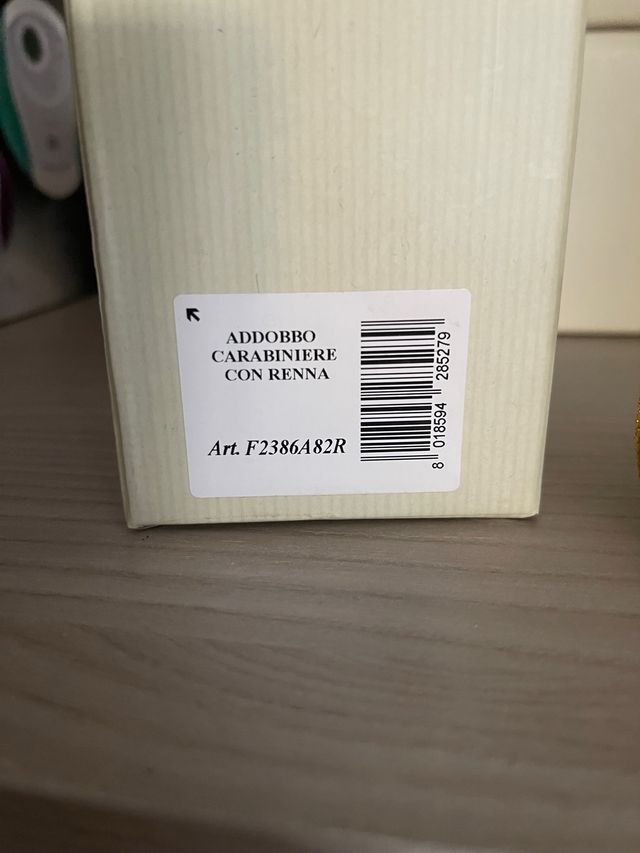 ADDOBBO
CARABINIERE
CON RENNA
Art. F2386A82R
8 018594 285279